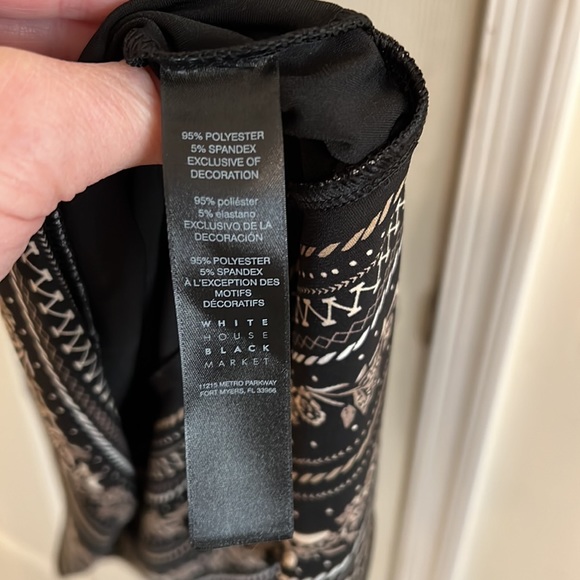 95% POLYESTER
5% SPANDEX
EXCLUSIVE OF
DECORATION
95% poliéster
5% elastano
EXCLUSIVO DE LA
DECORACIÓN
95% POLYESTER
5% SPANDEX
À L'EXCEPTION DES
MOTIFS
DÉCORATIFS
WHITE
HOUSE
BLACK
MARKET
11215 METRO PARKWAY
FORT MYERS, FL 33966